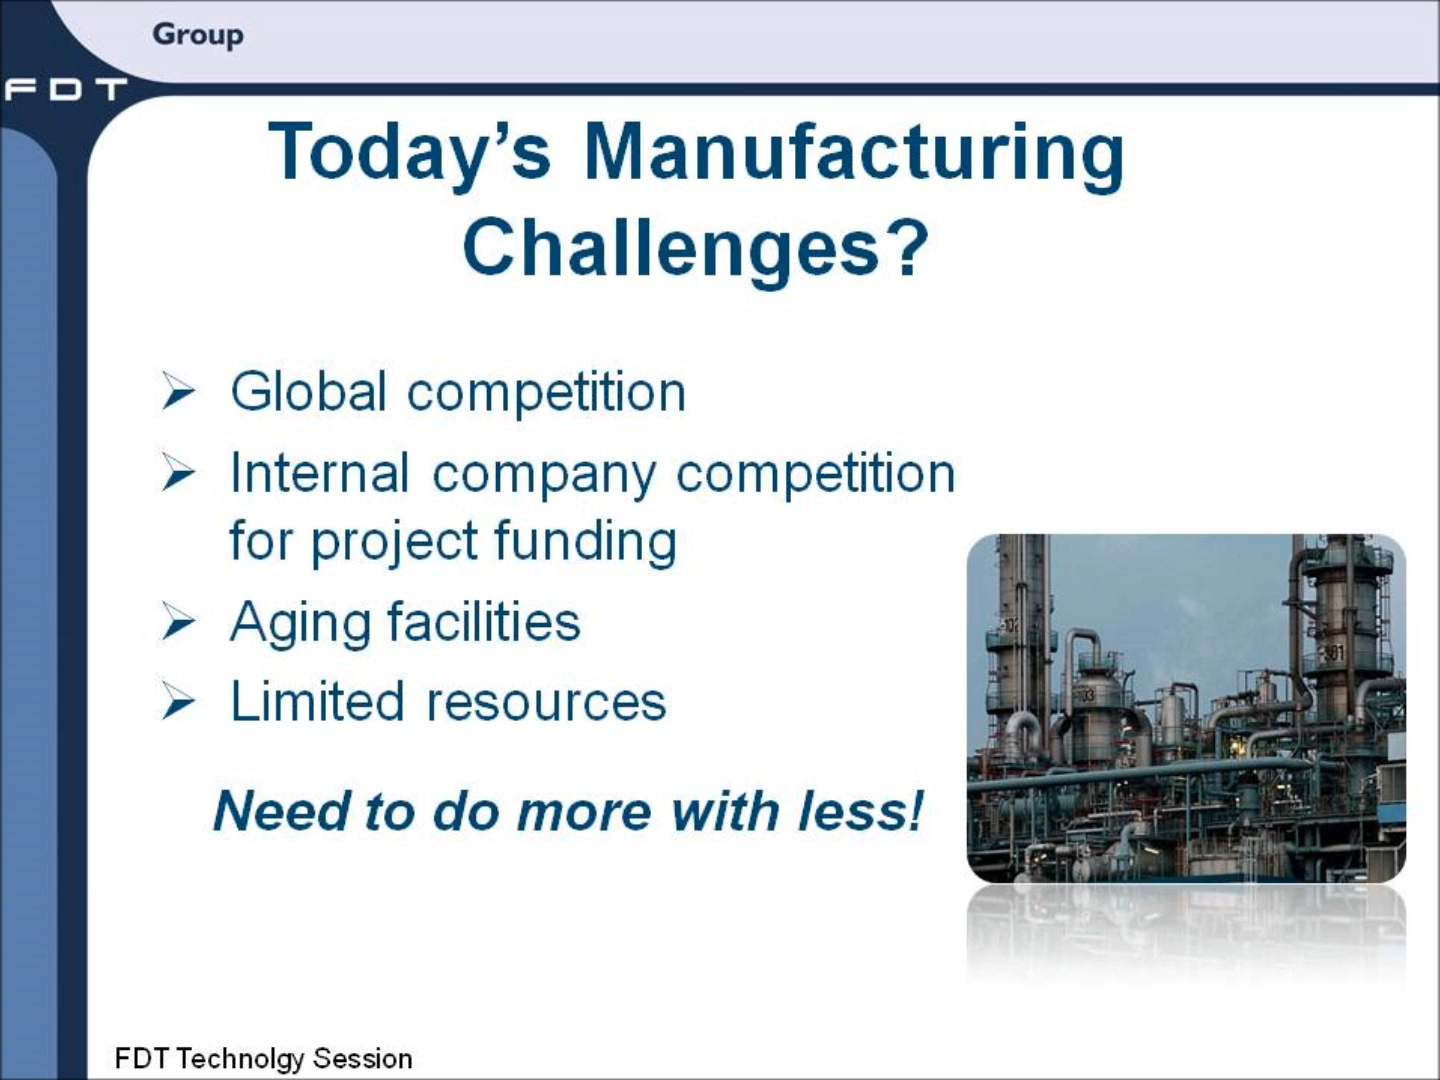 Group
FDT
Today’s Manufacturing
Challenges?
➢ Global competition
➢ Internal company competition
for project funding
➢ Aging facilities
➢ Limited resources
Need to do more with less!
FDT Technolgy Session